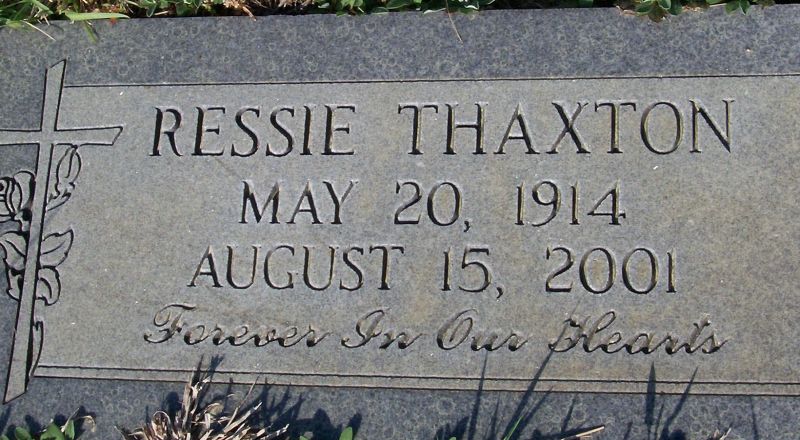 RESSIE THAXTON
MAY 20, 1914
AUGUST 15, 2001
Forever In Our Hearts